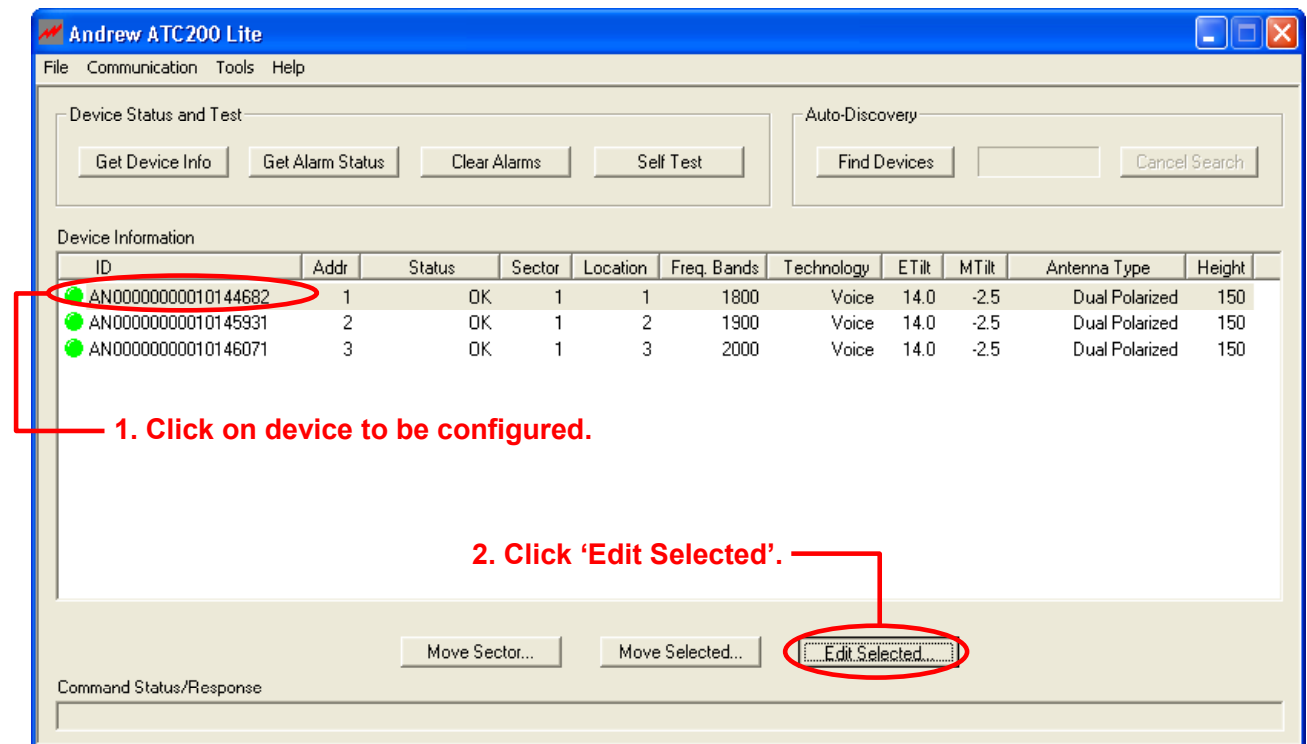 Andrew ATC200 Lite
File Communication Tools Help
Device Status and Test
Auto-Discovery
Get Device Info Get Alarm Status Clear Alarms Self Test Find Devices Cancel Search
Device Information
ID Addr Status Sector Location Freq. Bands Technology ETilt MTilt Antenna Type Height
AN00000000010144682 1 OK 1 1 1800 Voice 14.0 -2.5 Dual Polarized 150
AN00000000010145931 2 OK 1 2 1900 Voice 14.0 -2.5 Dual Polarized 150
AN00000000010146071 3 OK 1 3 2000 Voice 14.0 -2.5 Dual Polarized 150
1. Click on device to be configured.
2. Click ‘Edit Selected’.
Move Sector... Move Selected... Edit Selected...
Command Status/Response